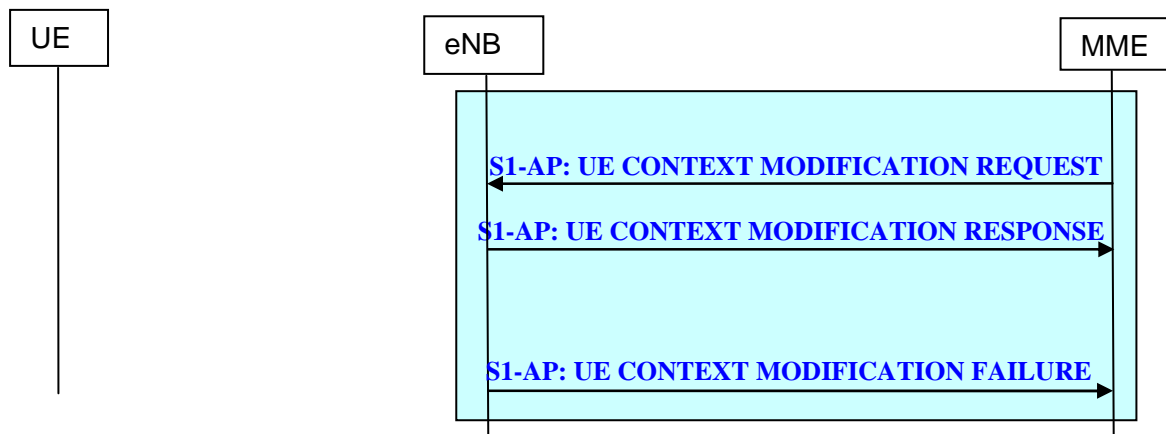 UE
eNB
MME
S1-AP: UE CONTEXT MODIFICATION REQUEST
S1-AP: UE CONTEXT MODIFICATION RESPONSE
S1-AP: UE CONTEXT MODIFICATION FAILURE